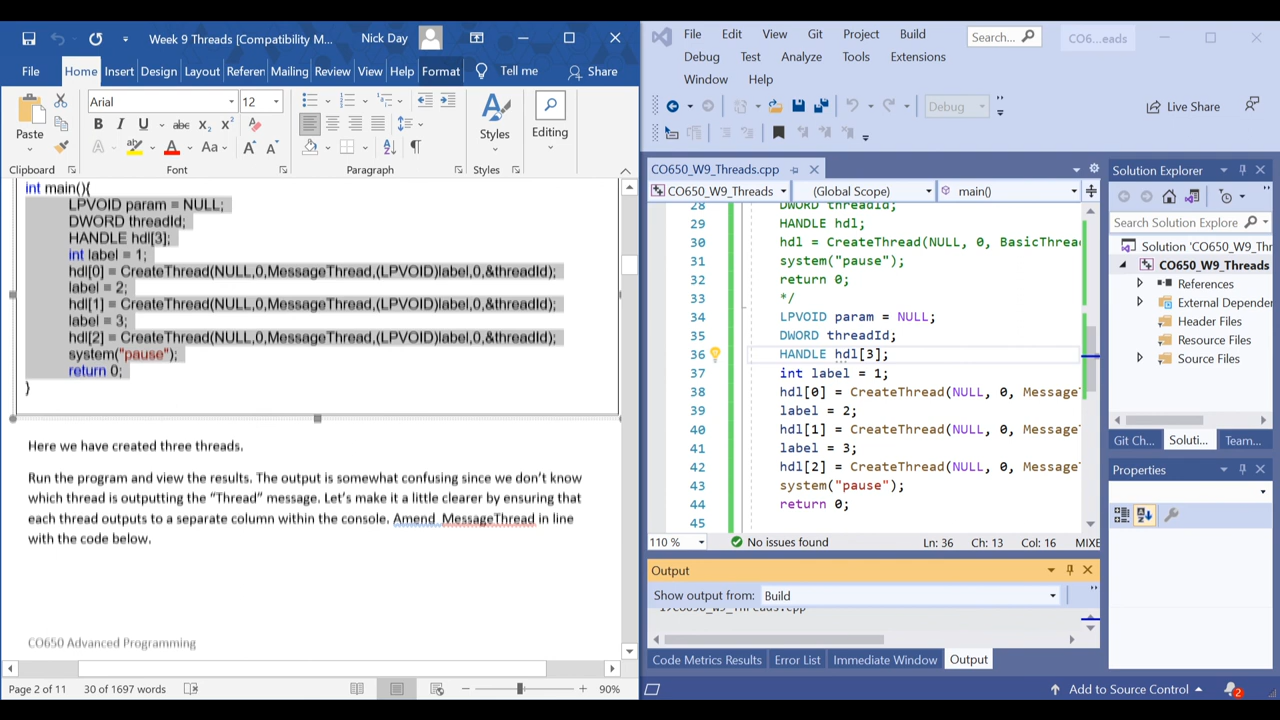 Week 9 Threads [Compatibility M...
Nick Day
File Home Insert Design Layout Referen Mailing Review View Help Format Tell me Share
Paste
Arial 12
B I U abc X2 X2
A A Aa A A
Styles
Editing
Clipboard Font Paragraph Styles
int main(){
LPVOID param = NULL;
DWORD threadId;
HANDLE hdl[3];
int label = 1;
hdl[0] = CreateThread(NULL,0,MessageThread,(LPVOID)label,0,&threadId);
label = 2;
hdl[1] = CreateThread(NULL,0,MessageThread,(LPVOID)label,0,&threadId);
label = 3;
hdl[2] = CreateThread(NULL,0,MessageThread,(LPVOID)label,0,&threadId);
system("pause");
return 0;
}
Here we have created three threads.
Run the program and view the results. The output is somewhat confusing since we don't know
which thread is outputting the "Thread" message. Let's make it a little clearer by ensuring that
each thread outputs to a separate column within the console. Amend MessageThread in line
with the code below.
CO650 Advanced Programming
Page 2 of 11 30 of 1697 words 90%
File Edit View Git Project Build
Debug Test Analyze Tools Extensions
Window Help
Search...
CO6...eads
Debug
Live Share
CO650_W9_Threads.cpp
CO650_W9_Threads (Global Scope) main()
28 DWORD threadId;
29 HANDLE hdl;
30 hdl = CreateThread(NULL, 0, BasicThrea
31 system("pause");
32 return 0;
33 */
34 LPVOID param = NULL;
35 DWORD threadId;
36 HANDLE hdl[3];
37 int label = 1;
38 hdl[0] = CreateThread(NULL, 0, Message
39 label = 2;
40 hdl[1] = CreateThread(NULL, 0, Message
41 label = 3;
42 hdl[2] = CreateThread(NULL, 0, Message
43 system("pause");
44 return 0;
45
110 % No issues found Ln: 36 Ch: 13 Col: 16 MIXE
Output
Show output from: Build
Code Metrics Results Error List Immediate Window Output
Solution Explorer
Search Solution Explore
Solution 'CO650_W9_Thr
CO650_W9_Threads
References
External Depende
Header Files
Resource Files
Source Files
Git Ch... Soluti... Team...
Properties
Add to Source Control 2